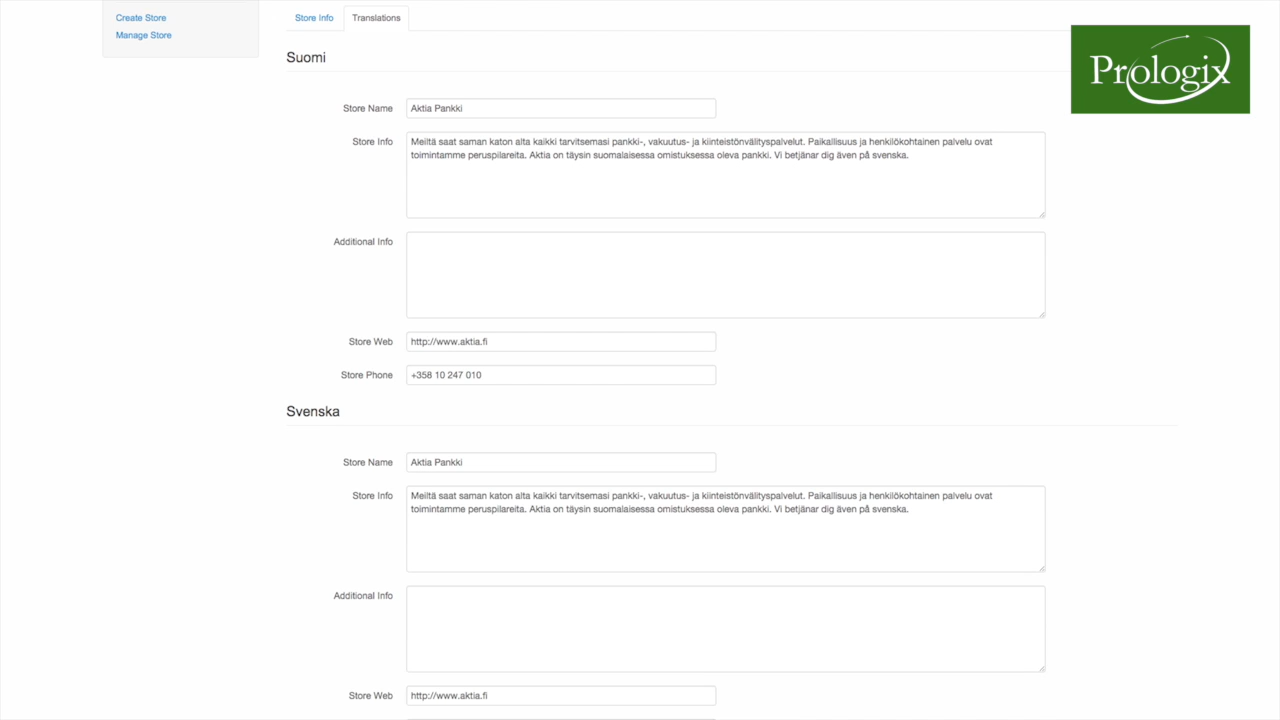 Create Store
Manage Store
Store Info
Translations
Prologix
Suomi
Store Name
Aktia Pankki
Store Info
Meiltä saat saman katon alta kaikki tarvitsemasi pankki-, vakuutus- ja kiinteistönvälityspalvelut. Paikallisuus ja henkilökohtainen palvelu ovat
toimintamme peruspilareita. Aktia on täysin suomalaisessa omistuksessa oleva pankki. Vi betjänar dig även på svenska.
Additional Info
Store Web
http://www.aktia.fi
Store Phone
+358 10 247 010
Svenska
Store Name
Aktia Pankki
Store Info
Meiltä saat saman katon alta kaikki tarvitsemasi pankki-, vakuutus- ja kiinteistönvälityspalvelut. Paikallisuus ja henkilökohtainen palvelu ovat
toimintamme peruspilareita. Aktia on täysin suomalaisessa omistuksessa oleva pankki. Vi betjänar dig även på svenska.
Additional Info
Store Web
http://www.aktia.fi